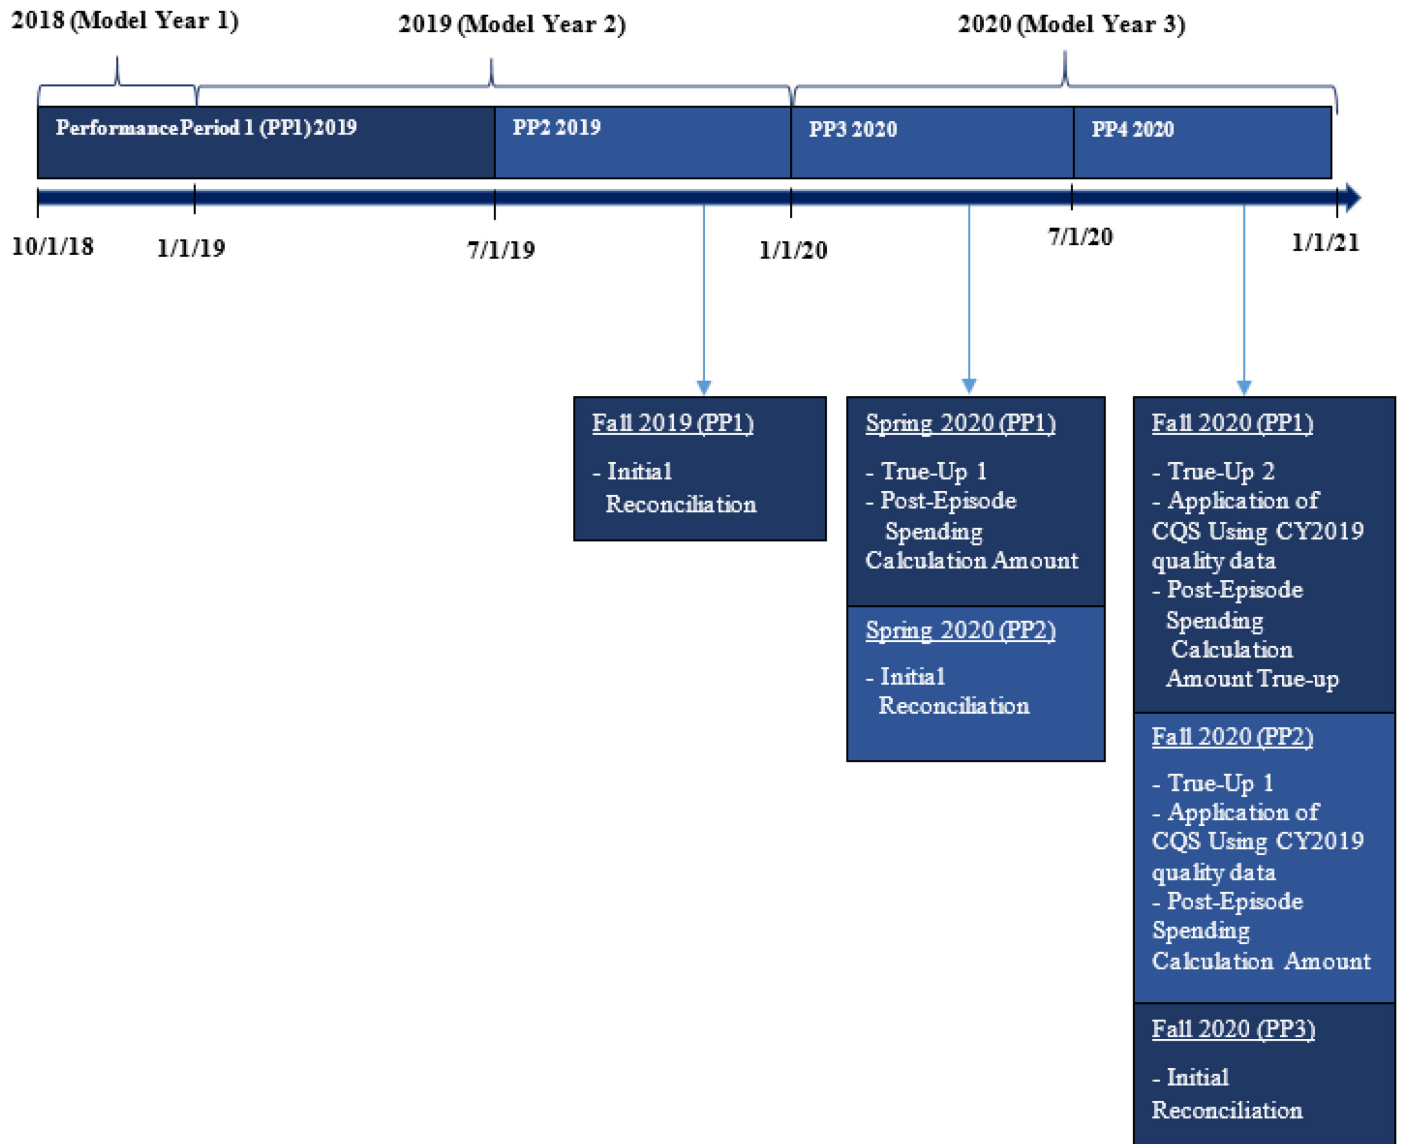 2018 (Model Year 1)
2019 (Model Year 2)
2020 (Model Year 3)
Performance Period 1 (PP1) 2019
PP2 2019
PP3 2020
PP4 2020
10/1/18
1/1/19
7/1/19
1/1/20
7/1/20
1/1/21
Fall 2019 (PP1)
- Initial
Reconciliation
Spring 2020 (PP1)
- True-Up 1
- Post-Episode
Spending
Calculation Amount
Spring 2020 (PP2)
- Initial
Reconciliation
Fall 2020 (PP1)
- True-Up 2
- Application of
CQS Using CY2019
quality data
- Post-Episode
Spending
Calculation
Amount True-up
Fall 2020 (PP2)
- True-Up 1
- Application of
CQS Using CY2019
quality data
- Post-Episode
Spending
Calculation Amount
Fall 2020 (PP3)
- Initial
Reconciliation